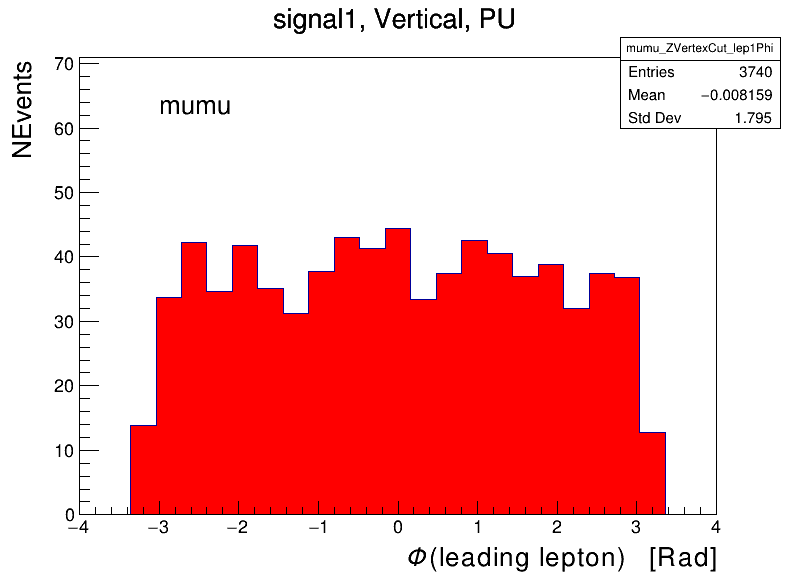 signal1, Vertical, PU
mumu_ZVertexCut_lep1Phi
Entries 3740
Mean −0.008159
Std Dev 1.795
NEvents
mumu
70
60
50
40
30
20
10
0
−4 −3 −2 −1 0 1 2 3 4
Φ(leading lepton) [Rad]